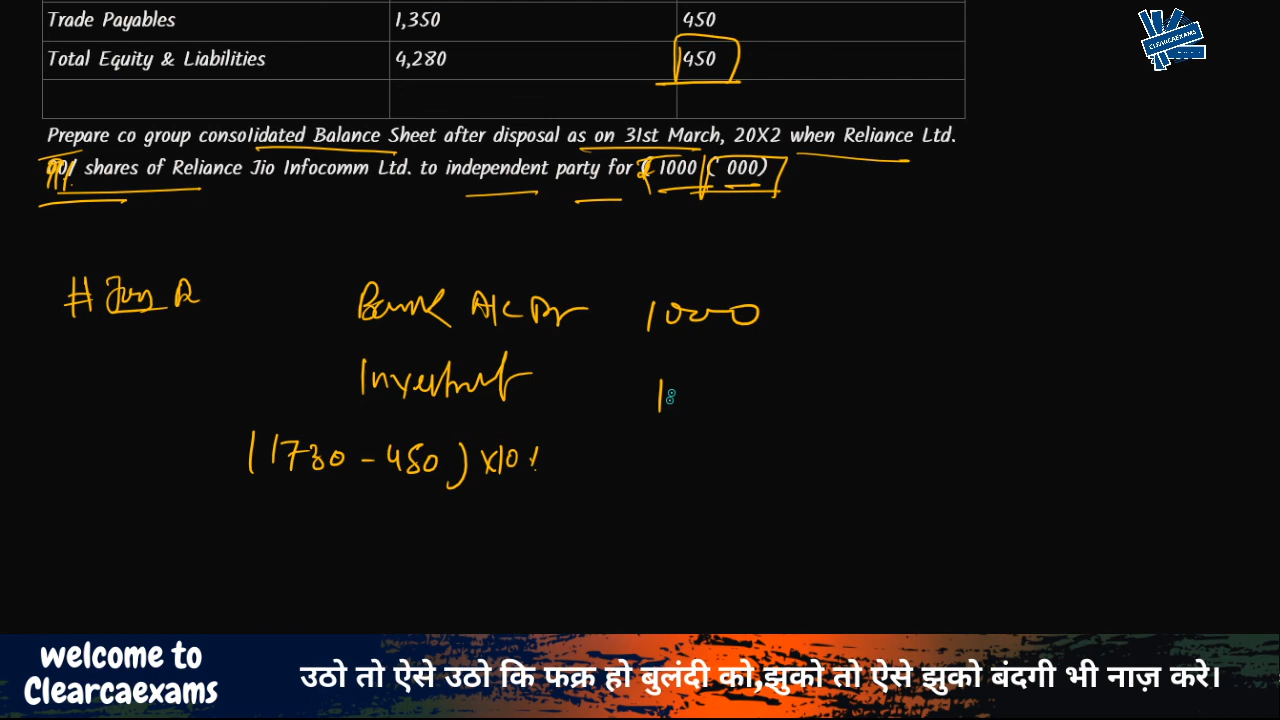 Trade Payables 1,350 450
CLEARCAEXAMS
Total Equity & Liabilities 4,280 450
Prepare co group consolidated Balance Sheet after disposal as on 31st March, 20X2 when Reliance Ltd.
shares of Reliance Jio Infocomm Ltd. to independent party for 1000 ( 000)
# R Bank A/C Dr 1000
Investment 1
(1730 - 450) x10%
welcome to
Clearcaexams
उठो तो ऐसे उठो कि फक्र हो बुलंदी को,झुको तो ऐसे झुको बंदगी भी नाज़ करे।